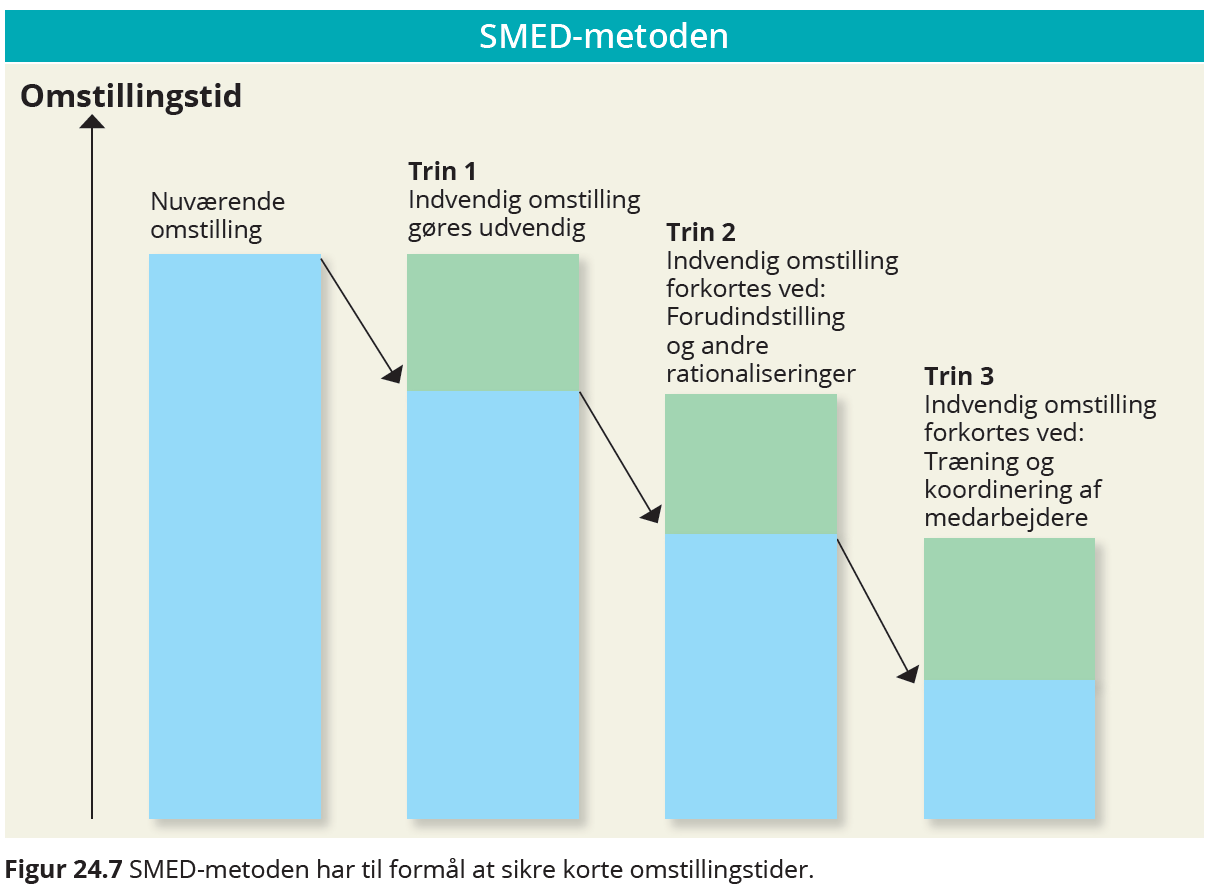 SMED-metoden
Omstillingstid
Nuværende
omstilling
Trin 1
Indvendig omstilling
gøres udvendig
Trin 2
Indvendig omstilling
forkortes ved:
Forudindstilling
og andre
rationaliseringer
Trin 3
Indvendig omstilling
forkortes ved:
Træning og
koordinering af
medarbejdere
Figur 24.7 SMED-metoden har til formål at sikre korte omstillingstider.